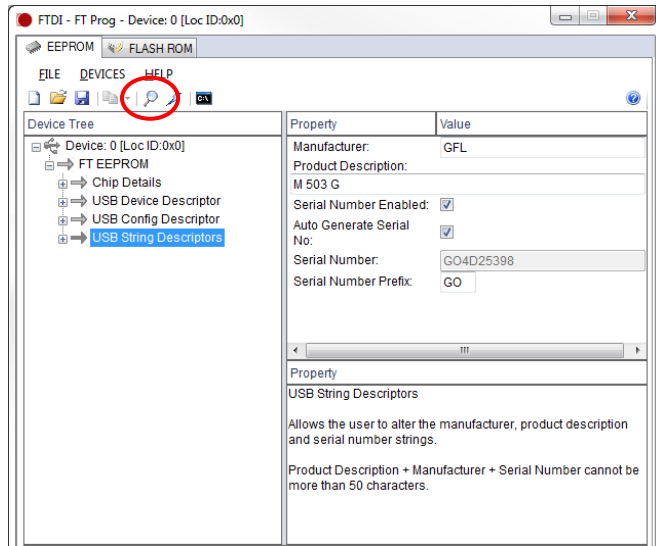 FTDI - FT Prog - Device: 0 [Loc ID:0x0]
EEPROM FLASH ROM
FILE DEVICES HELP
C:\
Device Tree
Device: 0 [Loc ID:0x0]
FT EEPROM
Chip Details
USB Device Descriptor
USB Config Descriptor
USB String Descriptors
Property Value
Manufacturer: GFL
Product Description:
M 503 G
Serial Number Enabled:
Auto Generate Serial
No:
Serial Number: GO4D25398
Serial Number Prefix: GO
Property
USB String Descriptors
Allows the user to alter the manufacturer, product description
and serial number strings.
Product Description + Manufacturer + Serial Number cannot be
more than 50 characters.